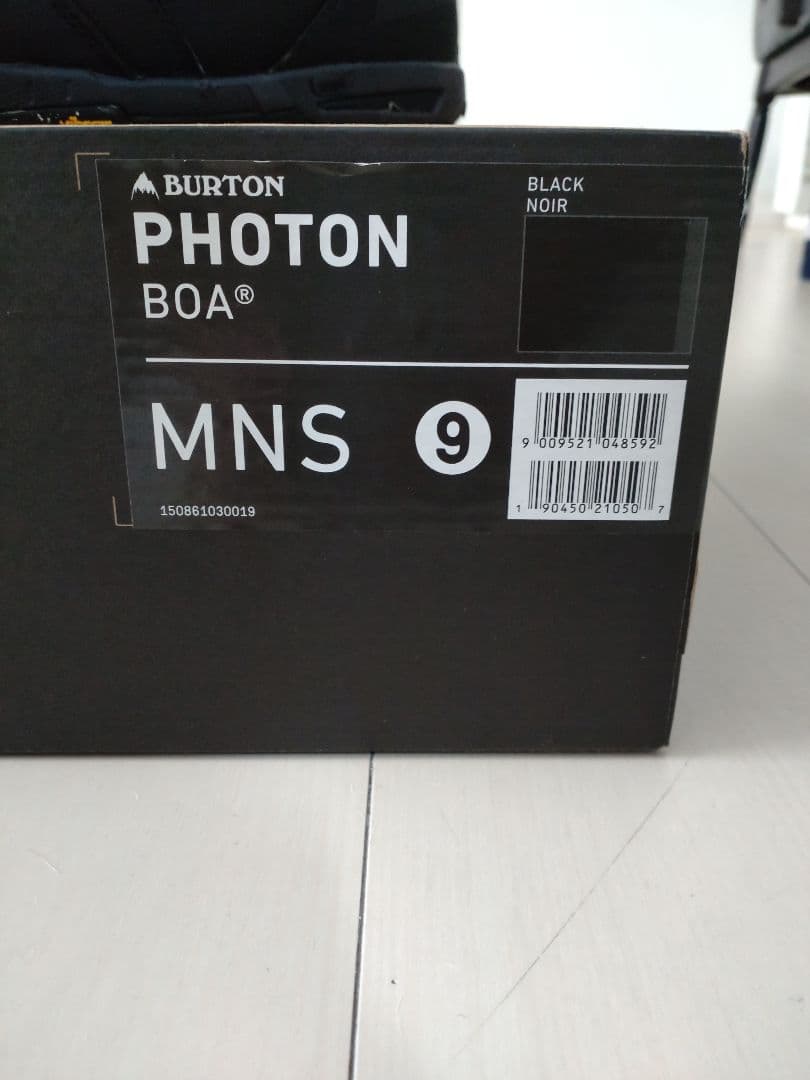 BURTON
PHOTON
BOA®
BLACK
NOIR
MNS 9
9 009521 048592
1 90450 21050 7
150861030019